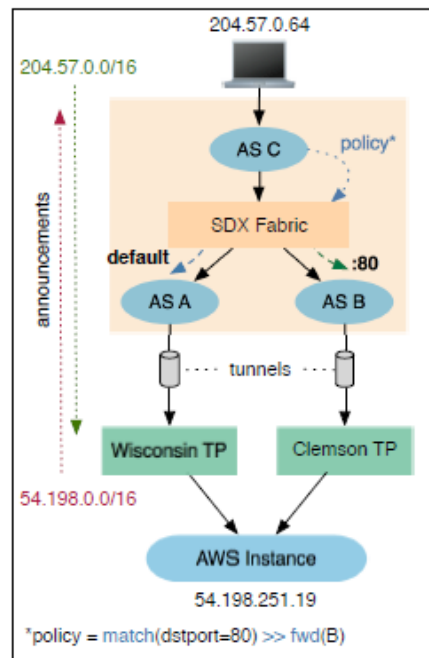 204.57.0.64
204.57.0.0/16
AS C
policy*
announcements
SDX Fabric
default
:80
AS A
AS B
tunnels
Wisconsin TP
Clemson TP
54.198.0.0/16
AWS Instance
54.198.251.19
*policy = match(dstport=80) >> fwd(B)